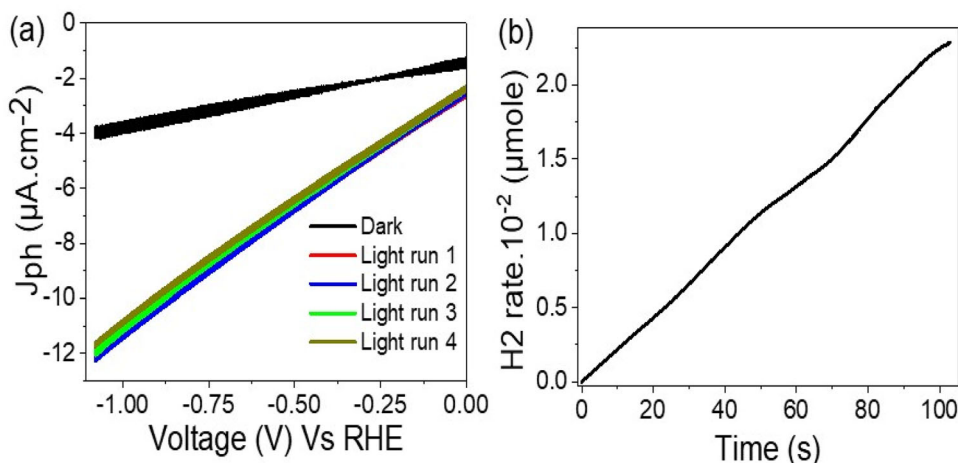 (a)
Jph (µA.cm-2)
0
-2
-4
-6
-8
-10
-12
Dark
Light run 1
Light run 2
Light run 3
Light run 4
-1.00 -0.75 -0.50 -0.25 0.00
Voltage (V) Vs RHE
(b)
H2 rate.10-2 (µmole)
2.0
1.5
1.0
0.5
0.0
0 20 40 60 80 100
Time (s)